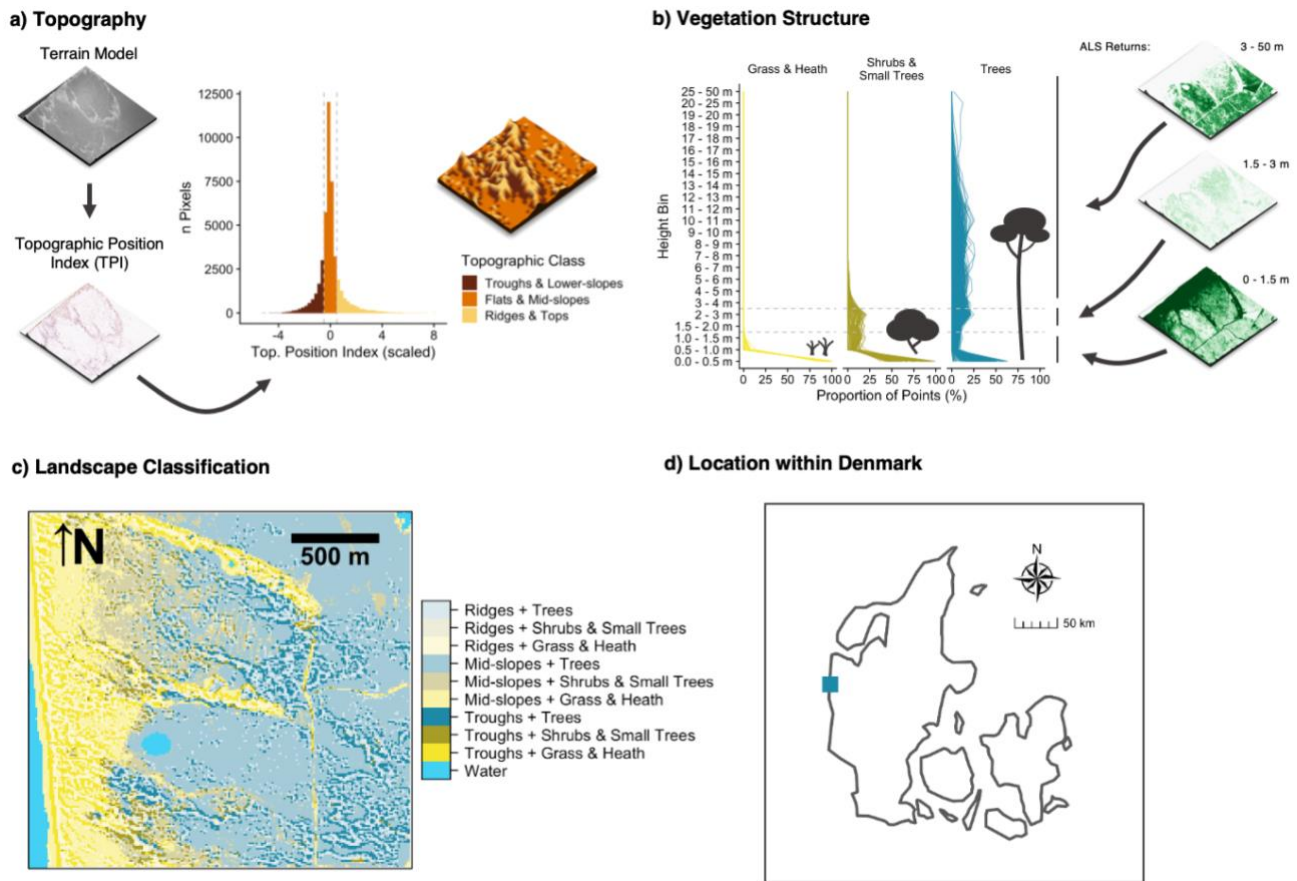 a) Topography
Terrain Model
Topographic Position
Index (TPI)
n Pixels
12500
10000
7500
5000
2500
0
-4
0
4
8
Top. Position Index (scaled)
Topographic Class
Troughs & Lower-slopes
Flats & Mid-slopes
Ridges & Tops
b) Vegetation Structure
ALS Returns:
3 - 50 m
1.5 - 3 m
0 - 1.5 m
Grass & Heath
Shrubs &
Small Trees
Trees
Height Bin
25 - 50 m
20 - 25 m
19 - 20 m
18 - 19 m
17 - 18 m
16 - 17 m
15 - 16 m
14 - 15 m
13 - 14 m
12 - 13 m
11 - 12 m
10 - 11 m
9 - 10 m
8 - 9 m
7 - 8 m
6 - 7 m
5 - 6 m
4 - 5 m
3 - 4 m
2 - 3 m
1.5 - 2.0 m
1.0 - 1.5 m
0.5 - 1.0 m
0.0 - 0.5 m
0 25 50 75 100
0 25 50 75 100
0 25 50 75 100
Proportion of Points (%)
c) Landscape Classification
↑N
500 m
Ridges + Trees
Ridges + Shrubs & Small Trees
Ridges + Grass & Heath
Mid-slopes + Trees
Mid-slopes + Shrubs & Small Trees
Mid-slopes + Grass & Heath
Troughs + Trees
Troughs + Shrubs & Small Trees
Troughs + Grass & Heath
Water
d) Location within Denmark
N
50 km